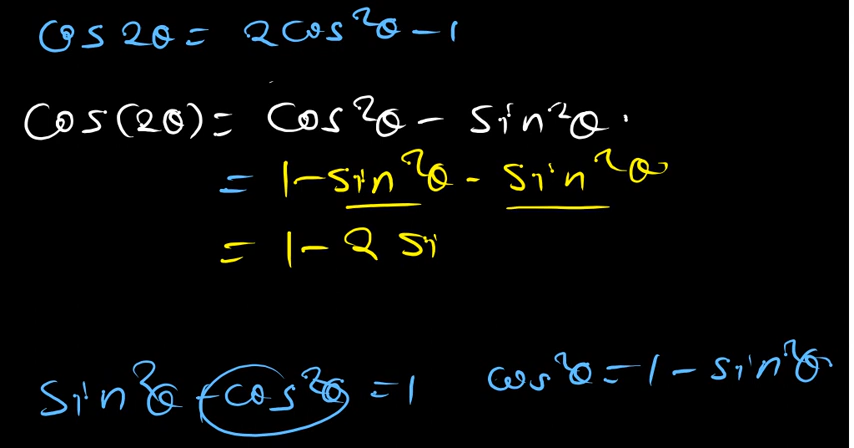 cos 2θ = 2cos²θ - 1
cos(2θ) = cos²θ - sin²θ.
= 1 - sin²θ - sin²θ
= 1 - 2 si
sin²θ + cos²θ = 1 cos²θ = 1 - sin²θ